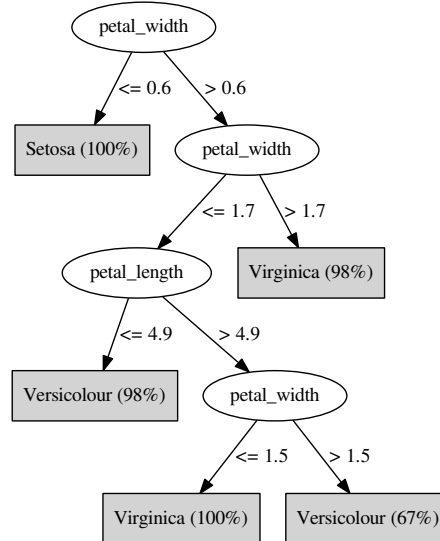 petal_width
<= 0.6
> 0.6
Setosa (100%)
petal_width
<= 1.7
> 1.7
petal_length
Virginica (98%)
<= 4.9
> 4.9
Versicolour (98%)
petal_width
<= 1.5
> 1.5
Virginica (100%)
Versicolour (67%)